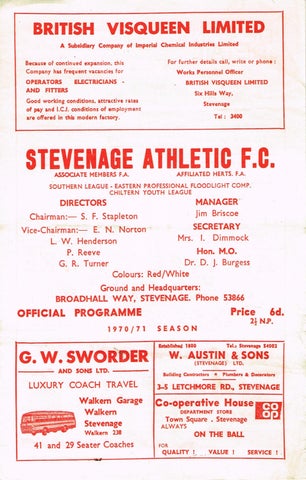 BRITISH VISQUEEN LIMITED
A Subsidiary Company of Imperial Chemical Industries Limited
Because of continued expansion, this
Company has frequent vacancies for
OPERATORS ELECTRICIANS -
AND FITTERS
Good working conditions, attractive rates
of pay and I.C.I. conditions of employment
are offered in this modern factory.
For further details call, write or phone :
Works Personnel Officer
BRITISH VISQUEEN LIMITED
Six Hills Way,
Stevenage
Tel : 3400
STEVENAGE ATHLETIC F.C.
ASSOCIATE MEMBERS F.A. AFFILIATED HERTS. F.A.
SOUTHERN LEAGUE - EASTERN PROFESSIONAL FLOODLIGHT COMP.
CHILTERN YOUTH LEAGUE
DIRECTORS
Chairman:— S. F. Stapleton
Vice-Chairman:— E. N. Norton
L. W. Henderson
P. Reeve
G. R. Turner
MANAGER
Jim Briscoe
SECRETARY
Mrs. I. Dimmock
Hon. M.O.
Dr. D. J. Burgess
Colours: Red/White
Ground and Headquarters:
BROADHALL WAY, STEVENAGE. Phone 53866
OFFICIAL PROGRAMME Price 6d.
2½ N.P.
1970/71 SEASON
G. W. SWORDER
AND SONS LTD.
LUXURY COACH TRAVEL
Walkern Garage
Walkern
Stevenage
Walkern 238
41 and 29 Seater Coaches
Established 1800 Tel.: Stevenage 54002
W. AUSTIN & SONS
(STEVENAGE) LTD.
Building Contractors * Plumbers & Decorators
3-5 LETCHMORE RD., STEVENAGE
Co-operative House
DEPARTMENT STORE
Town Square . Stevenage
ALWAYS
ON THE BALL
CO
OP
FOR
QUALITY ! VALUE ! SERVICE !